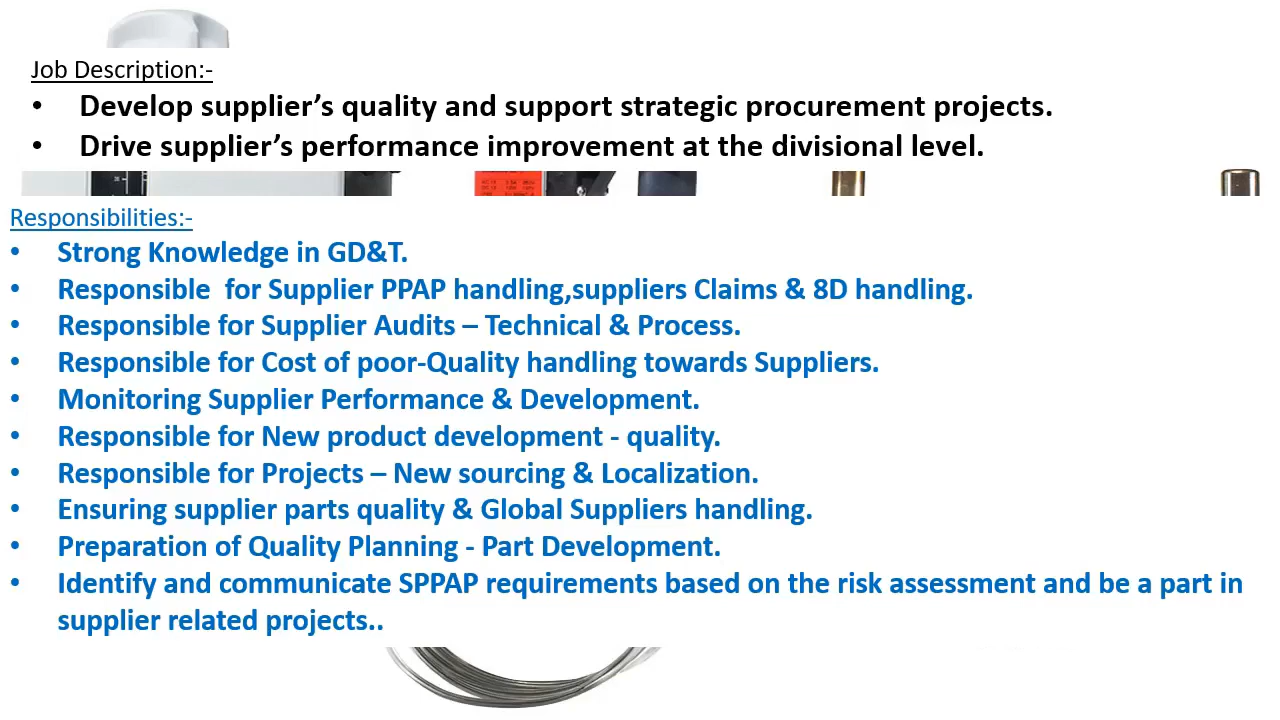 Job Description:-
• Develop supplier’s quality and support strategic procurement projects.
• Drive supplier’s performance improvement at the divisional level.
Responsibilities:-
• Strong Knowledge in GD&T.
• Responsible  for Supplier PPAP handling,suppliers Claims & 8D handling.
• Responsible for Supplier Audits – Technical & Process.
• Responsible for Cost of poor-Quality handling towards Suppliers.
• Monitoring Supplier Performance & Development.
• Responsible for New product development - quality.
• Responsible for Projects – New sourcing & Localization.
• Ensuring supplier parts quality & Global Suppliers handling.
• Preparation of Quality Planning - Part Development.
• Identify and communicate SPPAP requirements based on the risk assessment and be a part in
supplier related projects..